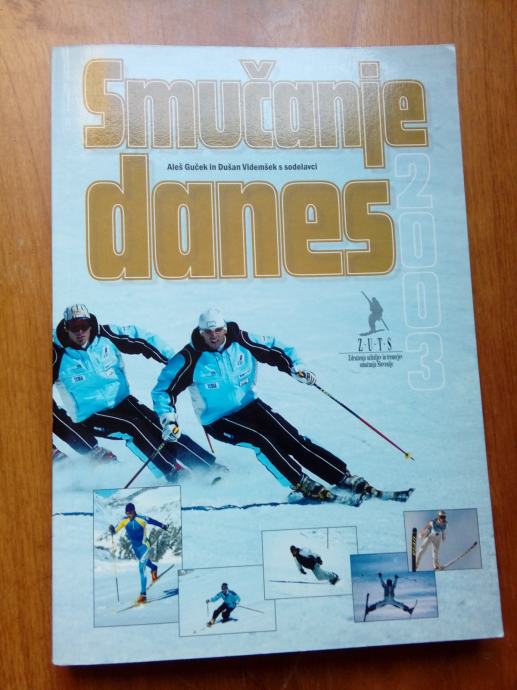 Smučanje
Aleš Guček in Dušan Videmšek s sodelavci
danes
2003
Z·U·T·S
Združenje učiteljev in trenerjev
smučanja Slovenije